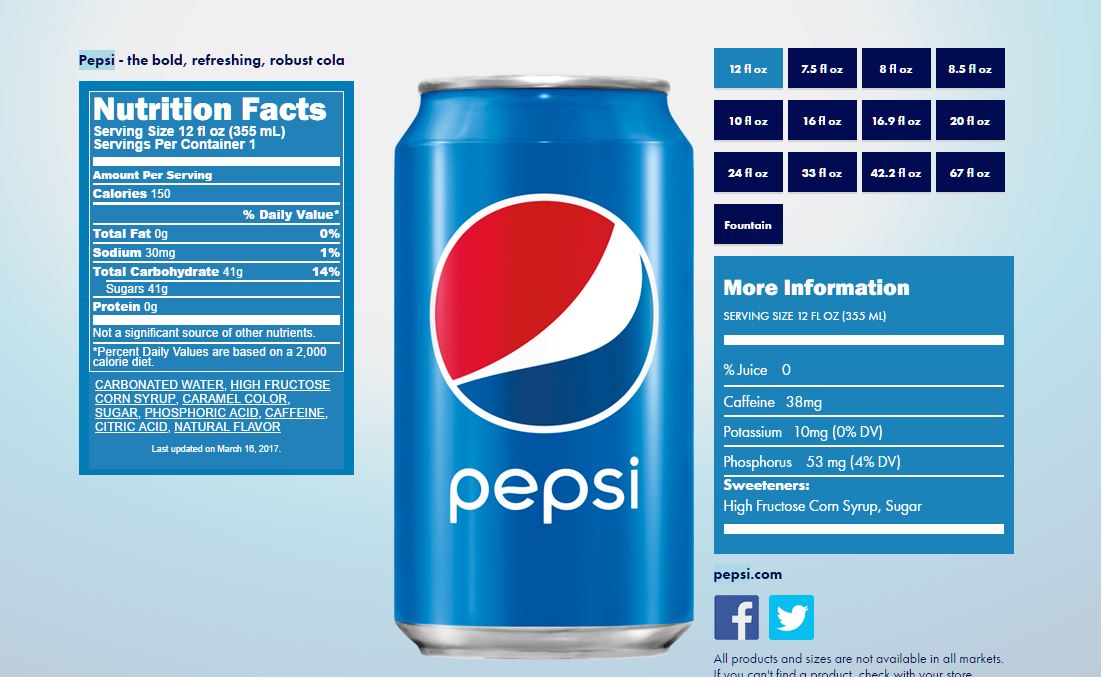 Pepsi - the bold, refreshing, robust cola
Nutrition Facts
Serving Size 12 fl oz (355 mL)
Servings Per Container 1
Amount Per Serving
Calories 150
% Daily Value*
Total Fat 0g 0%
Sodium 30mg 1%
Total Carbohydrate 41g 14%
Sugars 41g
Protein 0g
Not a significant source of other nutrients.
*Percent Daily Values are based on a 2,000
calorie diet.
CARBONATED WATER, HIGH FRUCTOSE
CORN SYRUP, CARAMEL COLOR,
SUGAR, PHOSPHORIC ACID, CAFFEINE,
CITRIC ACID, NATURAL FLAVOR
Last updated on March 16, 2017.
pepsi
12 fl oz 7.5 fl oz 8 fl oz 8.5 fl oz
10 fl oz 16 fl oz 16.9 fl oz 20 fl oz
24 fl oz 33 fl oz 42.2 fl oz 67 fl oz
Fountain
More Information
SERVING SIZE 12 FL OZ (355 ML)
% Juice 0
Caffeine 38mg
Potassium 10mg (0% DV)
Phosphorus 53 mg (4% DV)
Sweeteners:
High Fructose Corn Syrup, Sugar
pepsi.com
All products and sizes are not available in all markets.
If you can't find a product, check with your store